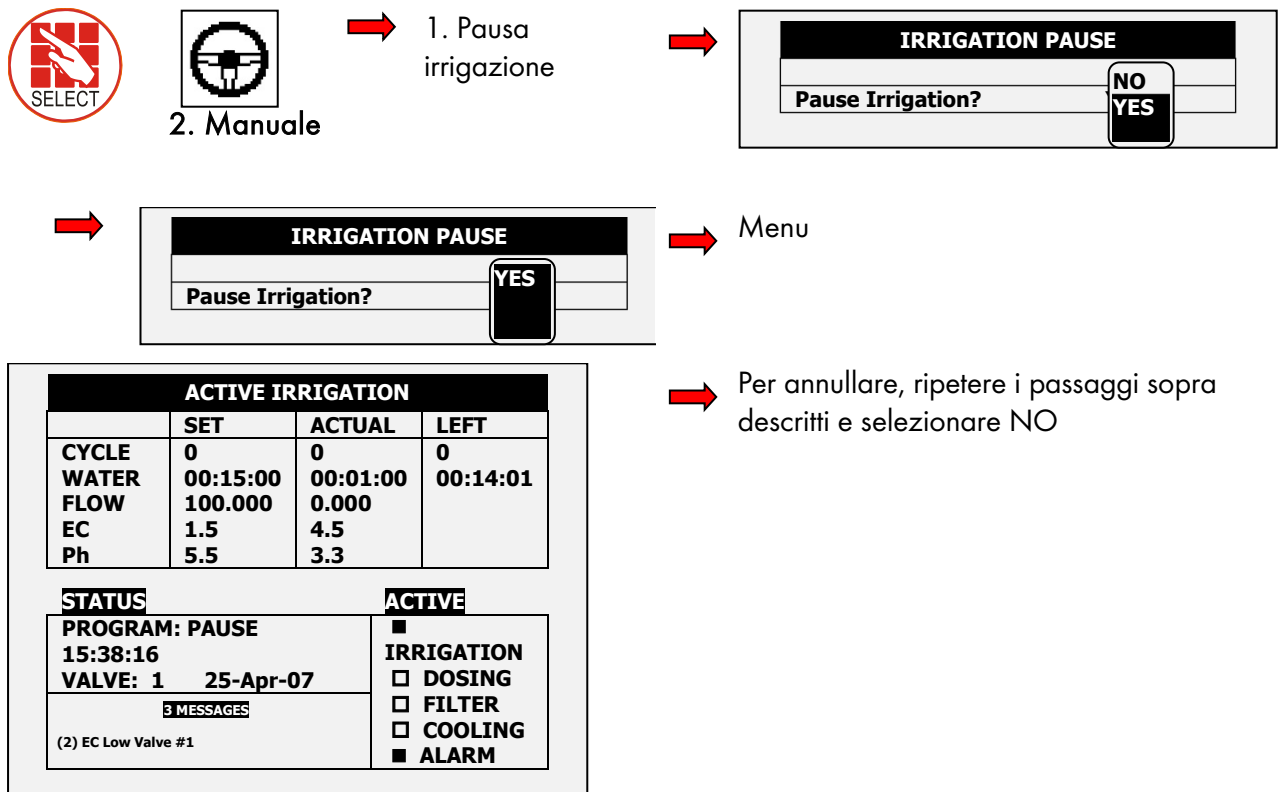 SELECT
2. Manuale
1. Pausa
irrigazione
IRRIGATION PAUSE
Pause Irrigation?
NO
YES
IRRIGATION PAUSE
Pause Irrigation?
YES
Menu
ACTIVE IRRIGATION
SET ACTUAL LEFT
CYCLE 0 0 0
WATER 00:15:00 00:01:00 00:14:01
FLOW 100.000 0.000
EC 1.5 4.5
Ph 5.5 3.3
STATUS
PROGRAM: PAUSE
15:38:16
VALVE: 1 25-Apr-07
3 MESSAGES
(2) EC Low Valve #1
ACTIVE
■
IRRIGATION
□ DOSING
□ FILTER
□ COOLING
■ ALARM
Per annullare, ripetere i passaggi sopra
descritti e selezionare NO